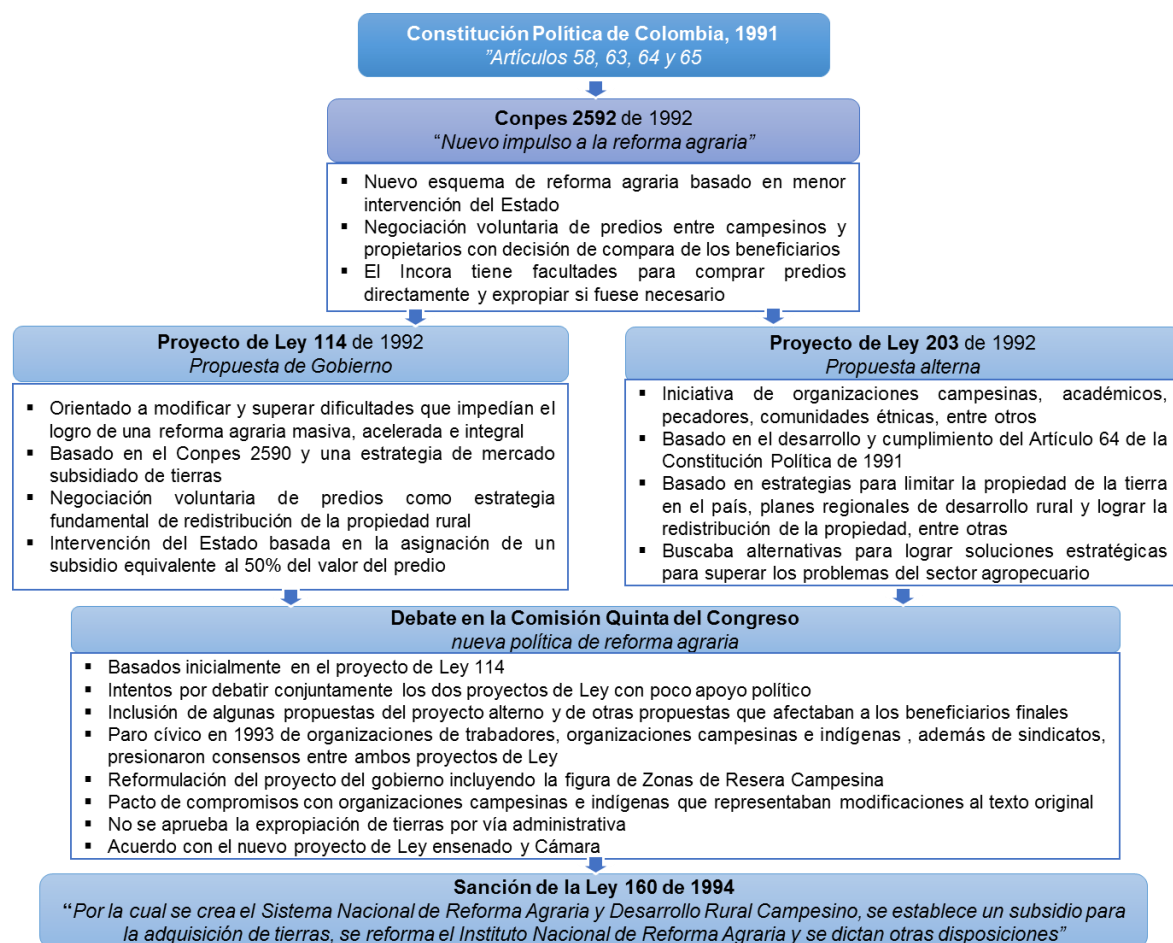 Constitución Política de Colombia, 1991
"Artículos 58, 63, 64 y 65
Conpes 2592 de 1992
“Nuevo impulso a la reforma agraria”
▪ Nuevo esquema de reforma agraria basado en menor
intervención del Estado
▪ Negociación voluntaria de predios entre campesinos y
propietarios con decisión de compara de los beneficiarios
▪ El Incora tiene facultades para comprar predios
directamente y expropiar si fuese necesario
Proyecto de Ley 114 de 1992
Propuesta de Gobierno
▪ Orientado a modificar y superar dificultades que impedían el
logro de una reforma agraria masiva, acelerada e integral
▪ Basado en el Conpes 2590 y una estrategia de mercado
subsidiado de tierras
▪ Negociación voluntaria de predios como estrategia
fundamental de redistribución de la propiedad rural
▪ Intervención del Estado basada en la asignación de un
subsidio equivalente al 50% del valor del predio
Proyecto de Ley 203 de 1992
Propuesta alterna
▪ Iniciativa de organizaciones campesinas, académicos,
pecadores, comunidades étnicas, entre otros
▪ Basado en el desarrollo y cumplimiento del Artículo 64 de la
Constitución Política de 1991
▪ Basado en estrategias para limitar la propiedad de la tierra
en el país, planes regionales de desarrollo rural y lograr la
redistribución de la propiedad, entre otras
▪ Buscaba alternativas para lograr soluciones estratégicas
para superar los problemas del sector agropecuario
Debate en la Comisión Quinta del Congreso
nueva política de reforma agraria
▪ Basados inicialmente en el proyecto de Ley 114
▪ Intentos por debatir conjuntamente los dos proyectos de Ley con poco apoyo político
▪ Inclusión de algunas propuestas del proyecto alterno y de otras propuestas que afectaban a los beneficiarios finales
▪ Paro cívico en 1993 de organizaciones de trabadores, organizaciones campesinas e indígenas , además de sindicatos,
presionaron consensos entre ambos proyectos de Ley
▪ Reformulación del proyecto del gobierno incluyendo la figura de Zonas de Resera Campesina
▪ Pacto de compromisos con organizaciones campesinas e indígenas que representaban modificaciones al texto original
▪ No se aprueba la expropiación de tierras por vía administrativa
▪ Acuerdo con el nuevo proyecto de Ley ensenado y Cámara
Sanción de la Ley 160 de 1994
“Por la cual se crea el Sistema Nacional de Reforma Agraria y Desarrollo Rural Campesino, se establece un subsidio para
la adquisición de tierras, se reforma el Instituto Nacional de Reforma Agraria y se dictan otras disposiciones”